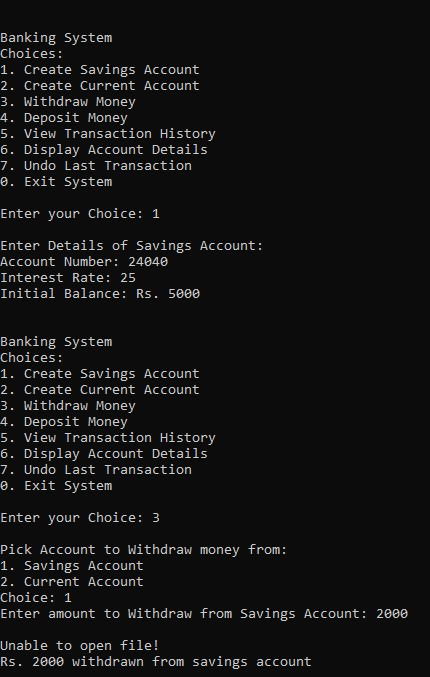 Banking System
Choices:
1. Create Savings Account
2. Create Current Account
3. Withdraw Money
4. Deposit Money
5. View Transaction History
6. Display Account Details
7. Undo Last Transaction
0. Exit System
Enter your Choice: 1
Enter Details of Savings Account:
Account Number: 24040
Interest Rate: 25
Initial Balance: Rs. 5000
Banking System
Choices:
1. Create Savings Account
2. Create Current Account
3. Withdraw Money
4. Deposit Money
5. View Transaction History
6. Display Account Details
7. Undo Last Transaction
0. Exit System
Enter your Choice: 3
Pick Account to Withdraw money from:
1. Savings Account
2. Current Account
Choice: 1
Enter amount to Withdraw from Savings Account: 2000
Unable to open file!
Rs. 2000 withdrawn from savings account